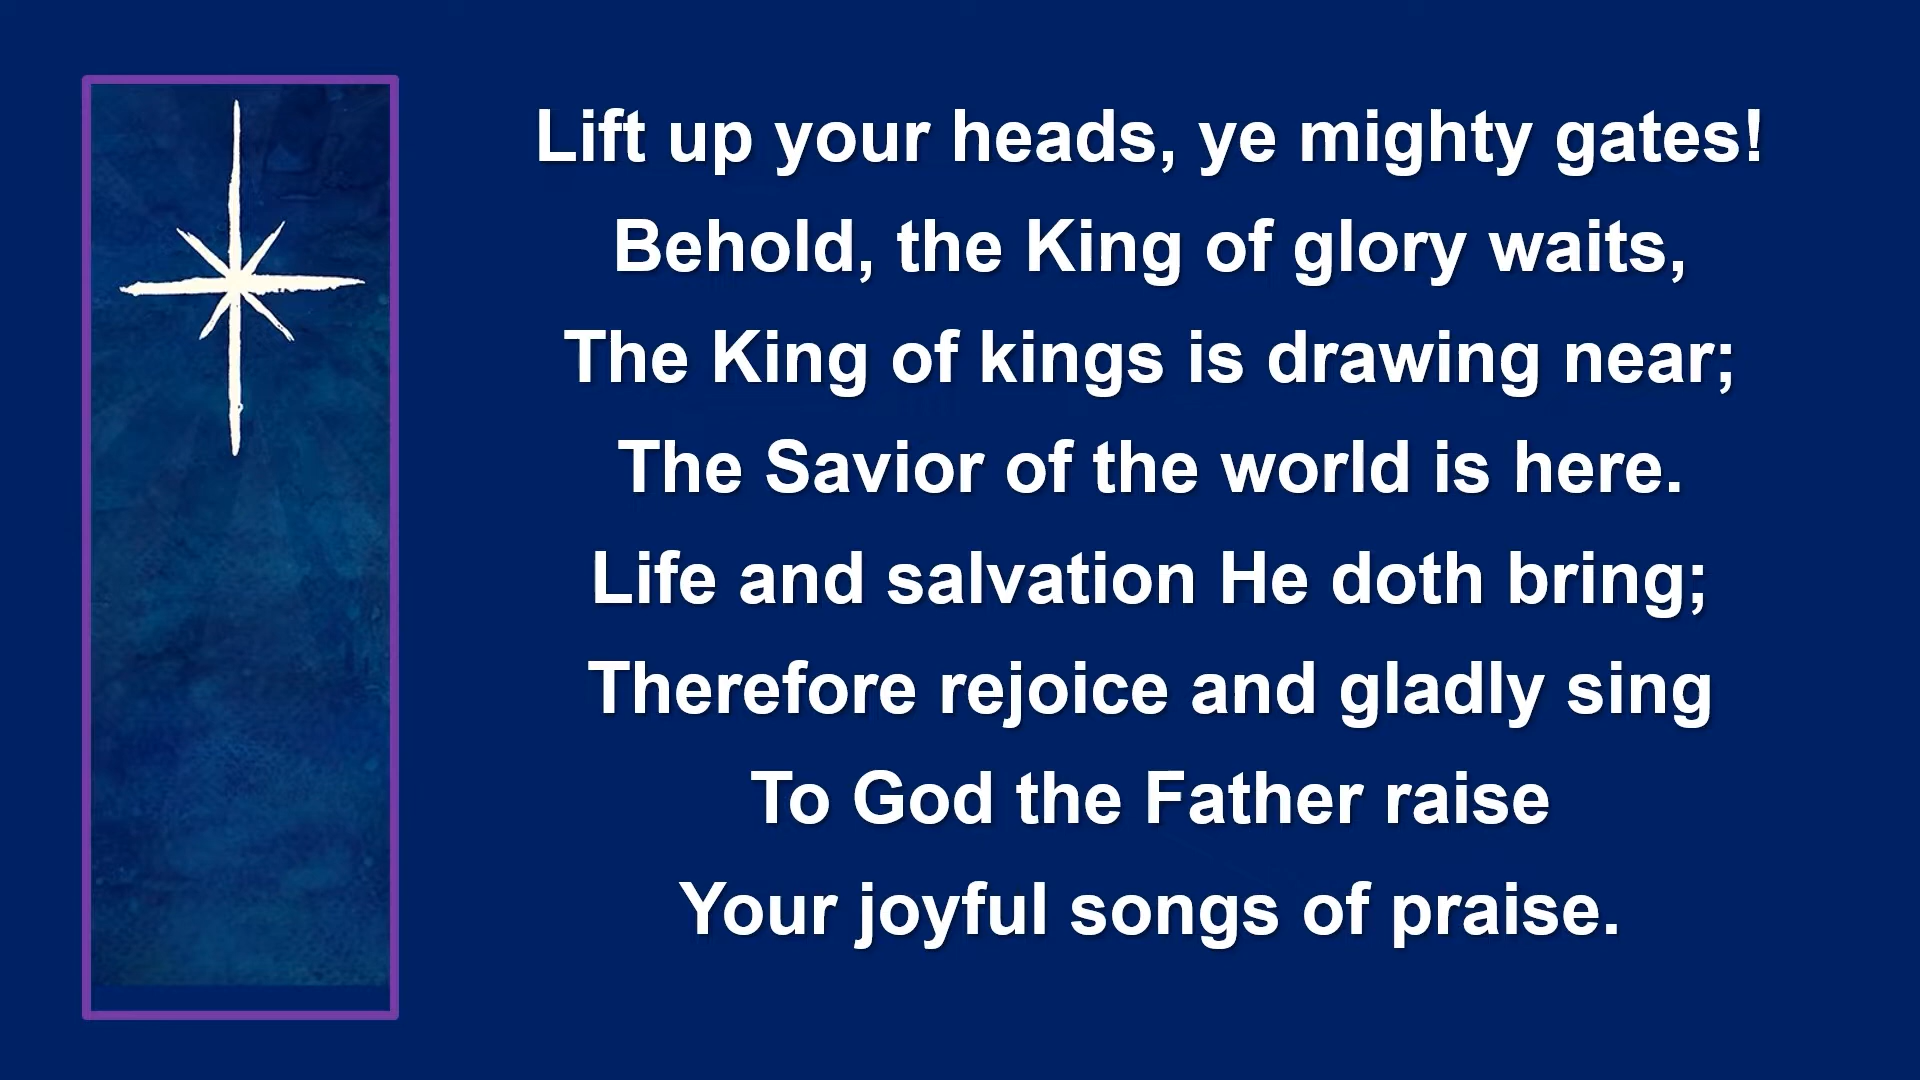 Lift up your heads, ye mighty gates!
Behold, the King of glory waits,
The King of kings is drawing near;
The Savior of the world is here.
Life and salvation He doth bring;
Therefore rejoice and gladly sing
To God the Father raise
Your joyful songs of praise.